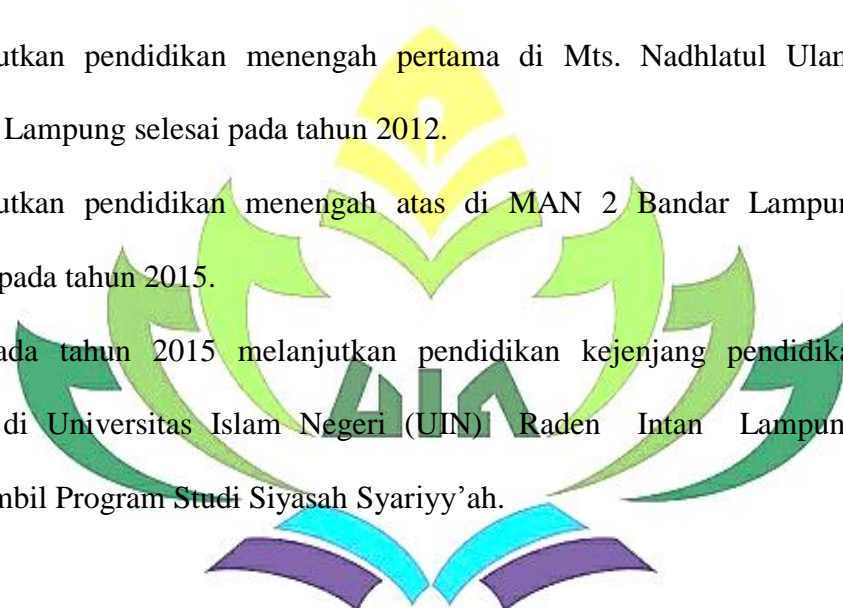 utkan pendidikan menengah pertama di Mts. Nadhlatul Ulam
Lampung selesai pada tahun 2012.
utkan pendidikan menengah atas di MAN 2 Bandar Lampun
pada tahun 2015.
ada tahun 2015 melanjutkan pendidikan kejenjang pendidika
di Universitas Islam Negeri (UIN) Raden Intan Lampun
UIN
mbil Program Studi Siyasah Syariyy’ah.